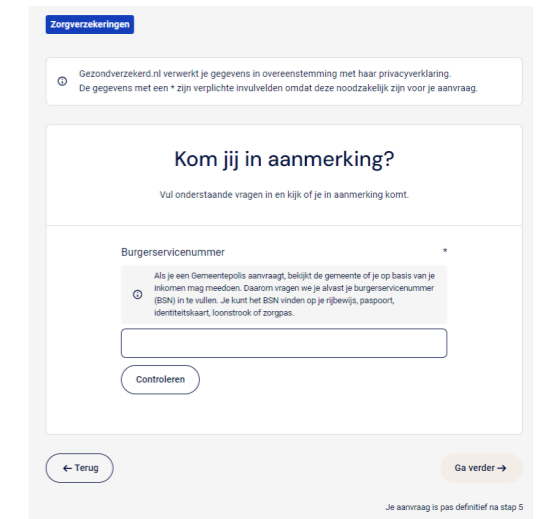 Zorgverzekeringen
Gezondverzekerd.nl verwerkt je gegevens in overeenstemming met haar privacyverklaring.
De gegevens met een * zijn verplichte invulvelden omdat deze noodzakelijk zijn voor je aanvraag.
Kom jij in aanmerking?
Vul onderstaande vragen in en kijk of je in aanmerking komt.
Burgerservicenummer *
Als je een Gemeentepolis aanvraagt, bekijkt de gemeente of je op basis van je
inkomen mag meedoen. Daarom vragen we je alvast je burgerservicenummer
(BSN) in te vullen. Je kunt het BSN vinden op je rijbewijs, paspoort,
identiteitskaart, loonstrook of zorgpas.
Controleren
← Terug
Ga verder →
Je aanvraag is pas definitief na stap 5